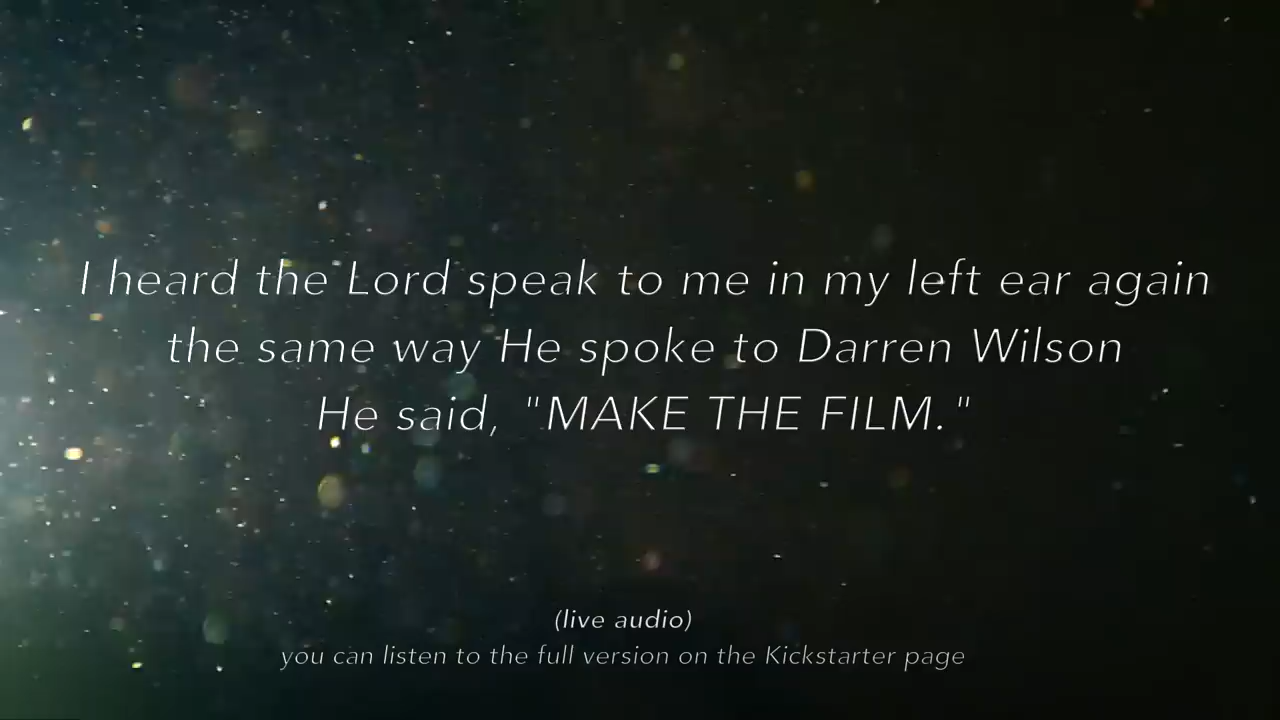 I heard the Lord speak to me in my left ear again
the same way He spoke to Darren Wilson
He said, "MAKE THE FILM."
(live audio)
you can listen to the full version on the Kickstarter page